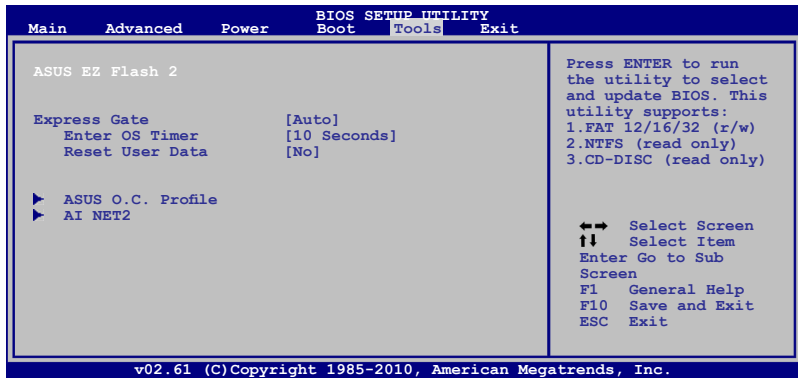 BIOS SETUP UTILITY
Main Advanced Power Boot Tools Exit
ASUS EZ Flash 2
Express Gate [Auto]
Enter OS Timer [10 Seconds]
Reset User Data [No]
ASUS O.C. Profile
AI NET2
Press ENTER to run
the utility to select
and update BIOS. This
utility supports:
1.FAT 12/16/32 (r/w)
2.NTFS (read only)
3.CD-DISC (read only)
Select Screen
Select Item
Enter Go to Sub
Screen
F1 General Help
F10 Save and Exit
ESC Exit
v02.61 (C)Copyright 1985-2010, American Megatrends, Inc.